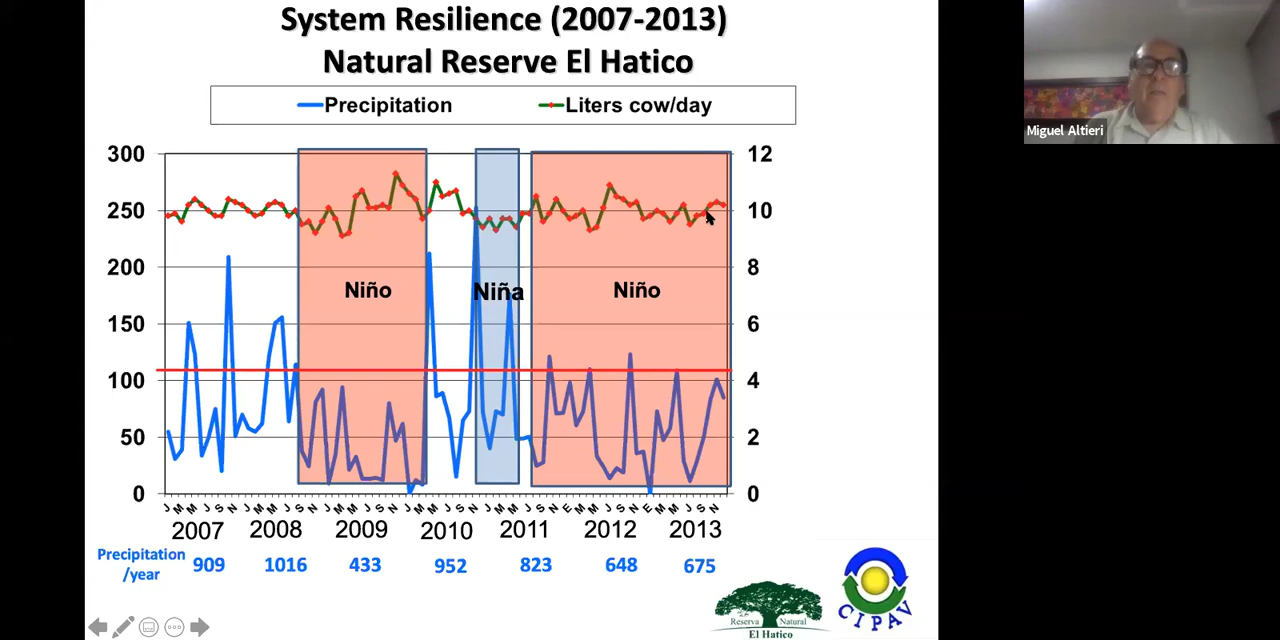 System Resilience (2007-2013)
Natural Reserve El Hatico
Precipitation
Liters cow/day
Miguel Altieri
300
250
200
150
100
50
0
12
10
8
6
4
2
0
Niño
Niña
Niño
J M M J S N J M M J S N J M M J S N J M M J S N J M M J S N E M M J S N E M M J S N
2007 2008 2009 2010 2011 2012 2013
Precipitation
/year
909 1016 433 952 823 648 675
Reserva Natural
El Hatico
CIPAV